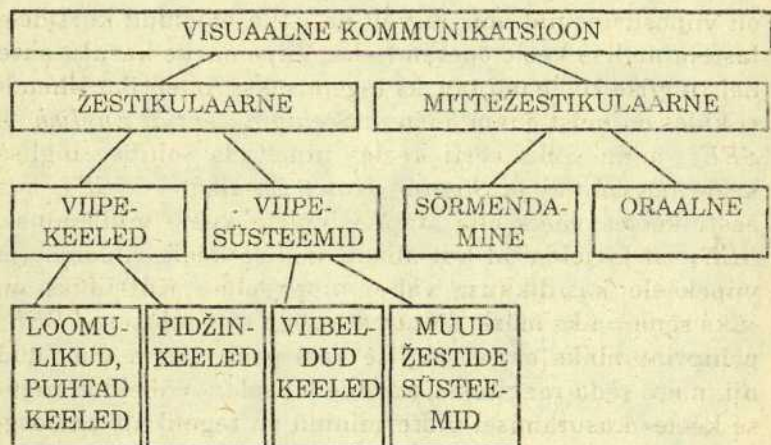 VISUAALNE KOMMUNIKATSIOON
ŽESTIKULAARNE
MITTEŽESTIKULAARNE
VIIPE-
KEELED
VIIPE-
SÜSTEEMID
SÕRMENDA-
MINE
ORAALNE
LOOMU-
LIKUD,
PUHTAD
KEELED
PIDŽIN-
KEELED
VIIBEL-
DUD
KEELED
MUUD
ŽESTIDE
SÜSTEE-
MID